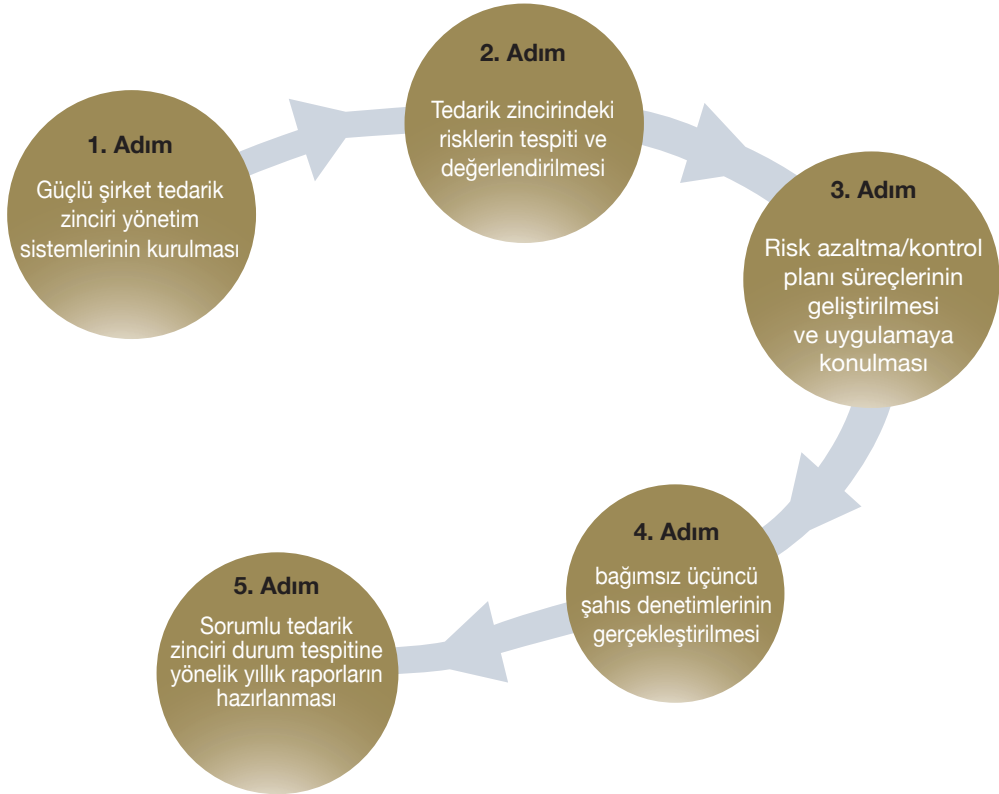 1. Adım
Güçlü şirket tedarik
zinciri yönetim
sistemlerinin kurulması
2. Adım
Tedarik zincirindeki
risklerin tespiti ve
değerlendirilmesi
3. Adım
Risk azaltma/kontrol
planı süreçlerinin
geliştirilmesi
ve uygulamaya
konulması
4. Adım
bağımsız üçüncü
şahıs denetimlerinin
gerçekleştirilmesi
5. Adım
Sorumlu tedarik
zinciri durum tespitine
yönelik yıllık raporların
hazırlanması